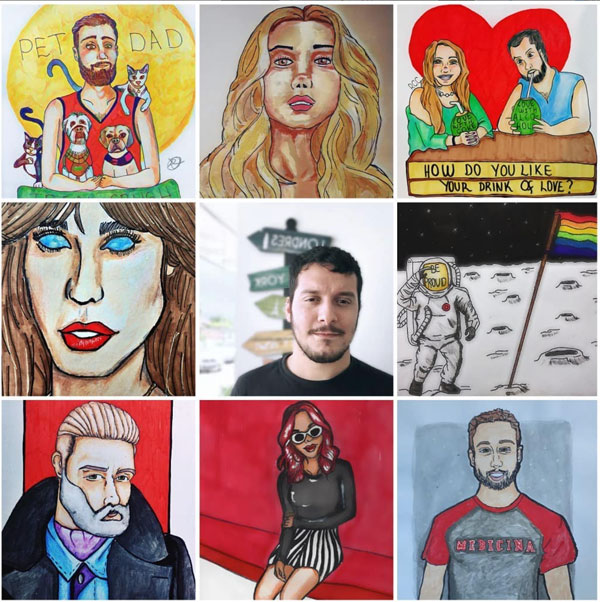 PET DAD
HOW DO YOU LIKE
YOUR DRINK OF LOVE?
LONDRES
YORK
BE
PROUD
MEDICINA